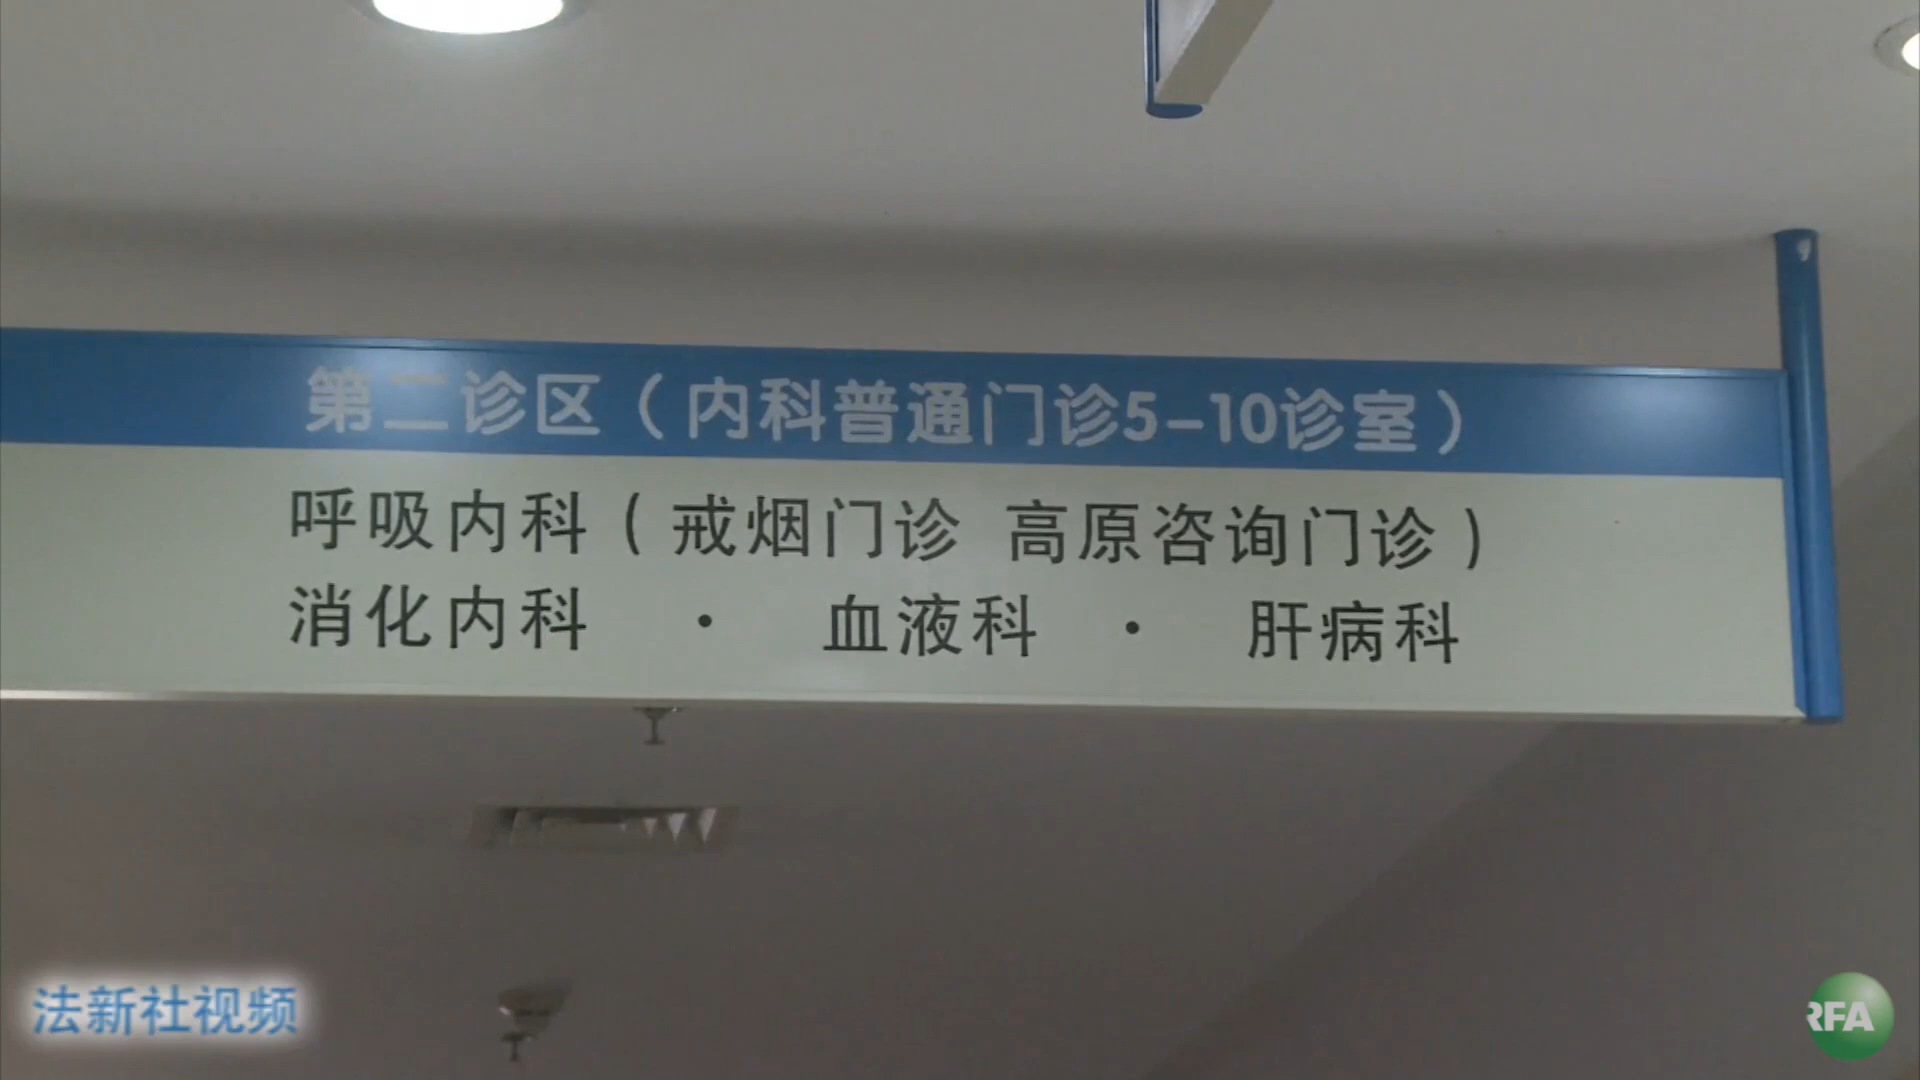 第二诊区（内科普通门诊5-10诊室）
呼吸内科（戒烟门诊 高原咨询门诊）
消化内科 · 血液科 · 肝病科
法新社视频
RFA